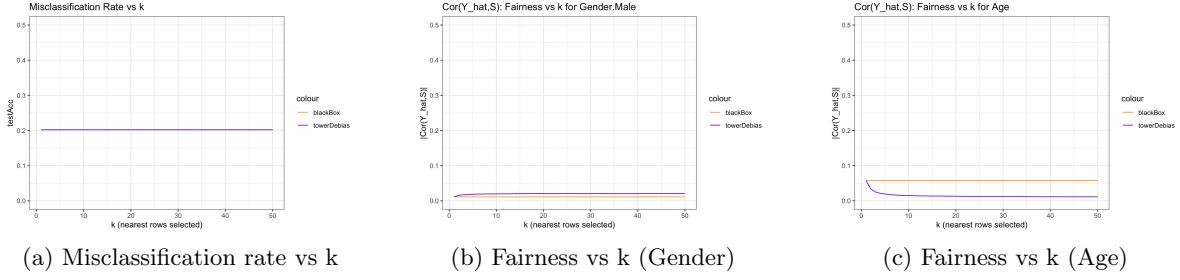 Misclassification Rate vs k
testAcc
0.5
0.4
0.3
0.2
0.1
0.0
0
10
20
30
40
50
k (nearest rows selected)
colour
blackBox
towerDebias
(a) Misclassification rate vs k
Cor(Y_hat,S): Fairness vs k for Gender.Male
|Cor(Y_hat,S)|
0.5
0.4
0.3
0.2
0.1
0.0
0
10
20
30
40
50
k (nearest rows selected)
colour
blackBox
towerDebias
(b) Fairness vs k (Gender)
Cor(Y_hat,S): Fairness vs k for Age
|Cor(Y_hat,S)|
0.5
0.4
0.3
0.2
0.1
0.0
0
10
20
30
40
50
k (nearest rows selected)
colour
blackBox
towerDebias
(c) Fairness vs k (Age)